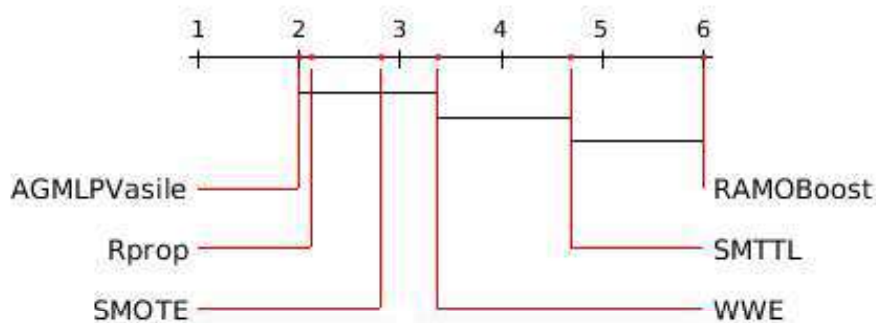 1 2 3 4 5 6
AGMLPVasile RAMOBoost
Rprop SMTTL
SMOTE WWE